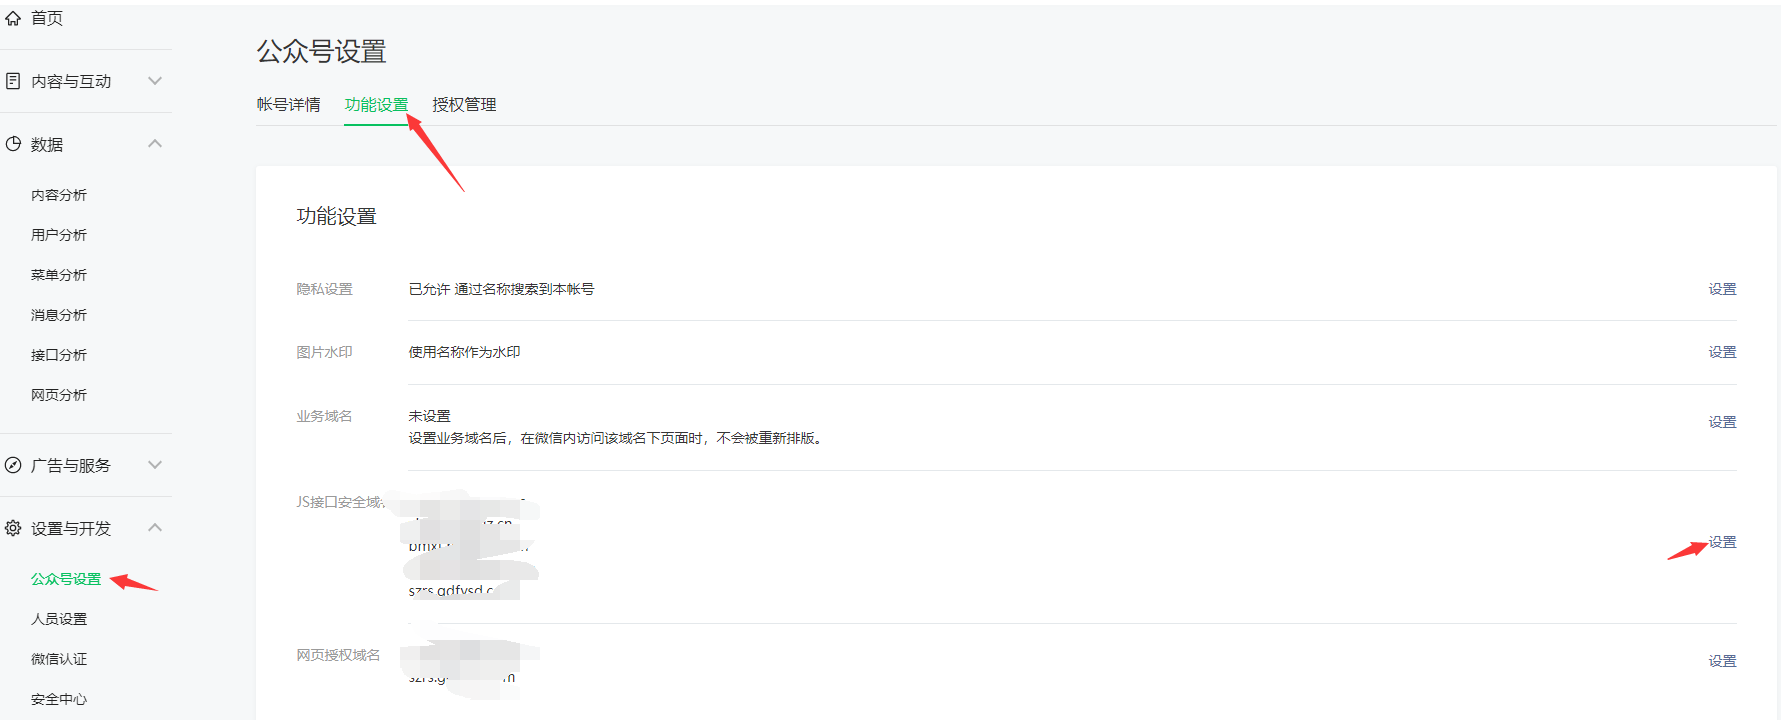 首页
内容与互动
数据
内容分析
用户分析
菜单分析
消息分析
接口分析
网页分析
广告与服务
设置与开发
公众号设置
人员设置
微信认证
安全中心
公众号设置
帐号详情 功能设置 授权管理
功能设置
隐私设置 已允许 通过名称搜索到本帐号 设置
图片水印 使用名称作为水印 设置
业务域名 未设置 设置
设置业务域名后，在微信内访问该域名下页面时，不会被重新排版。
JS接口安全域 设置
szrs.gdfysd.c
网页授权域名 设置